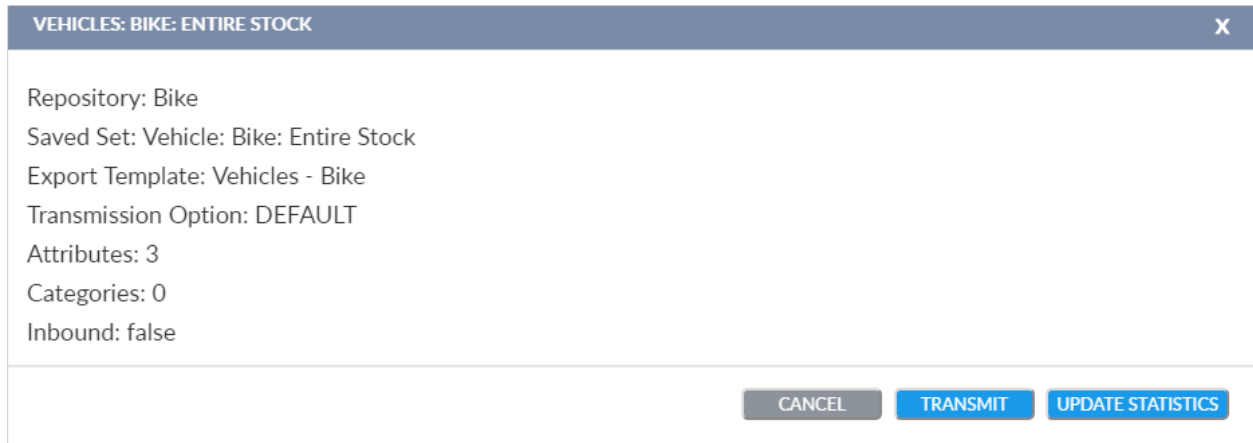 VEHICLES: BIKE: ENTIRE STOCK X
Repository: Bike
Saved Set: Vehicle: Bike: Entire Stock
Export Template: Vehicles - Bike
Transmission Option: DEFAULT
Attributes: 3
Categories: 0
Inbound: false
CANCEL TRANSMIT UPDATE STATISTICS